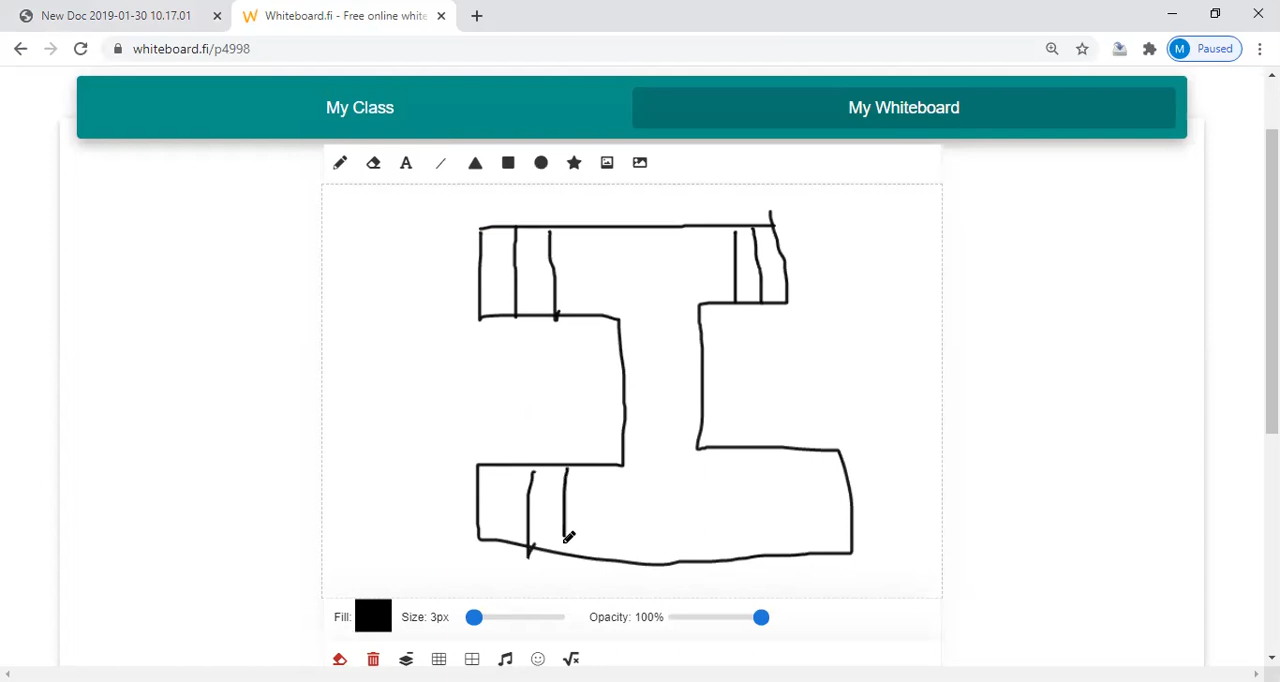 New Doc 2019-01-30 10.17.01
Whiteboard.fi - Free online white
whiteboard.fi/p4998
M Paused
My Class
My Whiteboard
A
Fill:
Size: 3px
Opacity: 100%